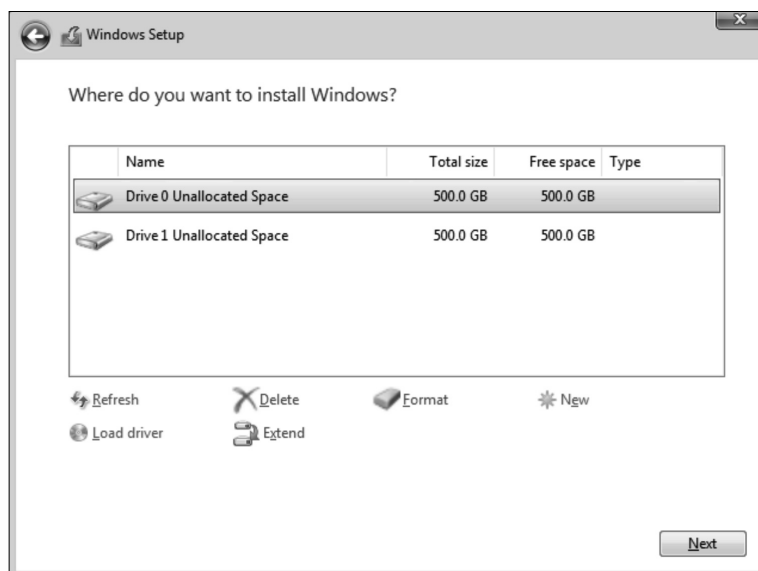 Windows Setup
Where do you want to install Windows?
Name Total size Free space Type
Drive 0 Unallocated Space 500.0 GB 500.0 GB
Drive 1 Unallocated Space 500.0 GB 500.0 GB
Refresh Delete Format New
Load driver Extend
Next